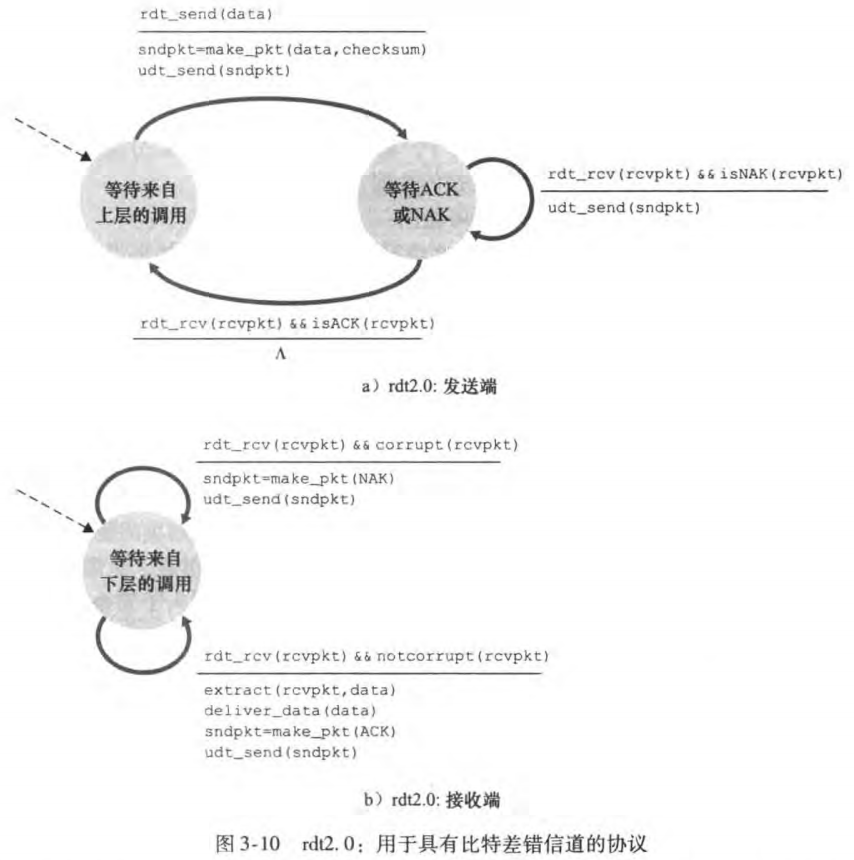 rdt_send(data)
sndpkt=make_pkt(data,checksum)
udt_send(sndpkt)
等待来自
上层的调用
等待ACK
或NAK
rdt_rcv(rcvpkt) && isNAK(rcvpkt)
udt_send(sndpkt)
rdt_rcv(rcvpkt) && isACK(rcvpkt)
Λ
a) rdt2.0: 发送端
rdt_rcv(rcvpkt) && corrupt(rcvpkt)
sndpkt=make_pkt(NAK)
udt_send(sndpkt)
等待来自
下层的调用
rdt_rcv(rcvpkt) && notcorrupt(rcvpkt)
extract(rcvpkt,data)
deliver_data(data)
sndpkt=make_pkt(ACK)
udt_send(sndpkt)
b) rdt2.0: 接收端
图 3-10 rdt2.0：用于具有比特差错信道的协议